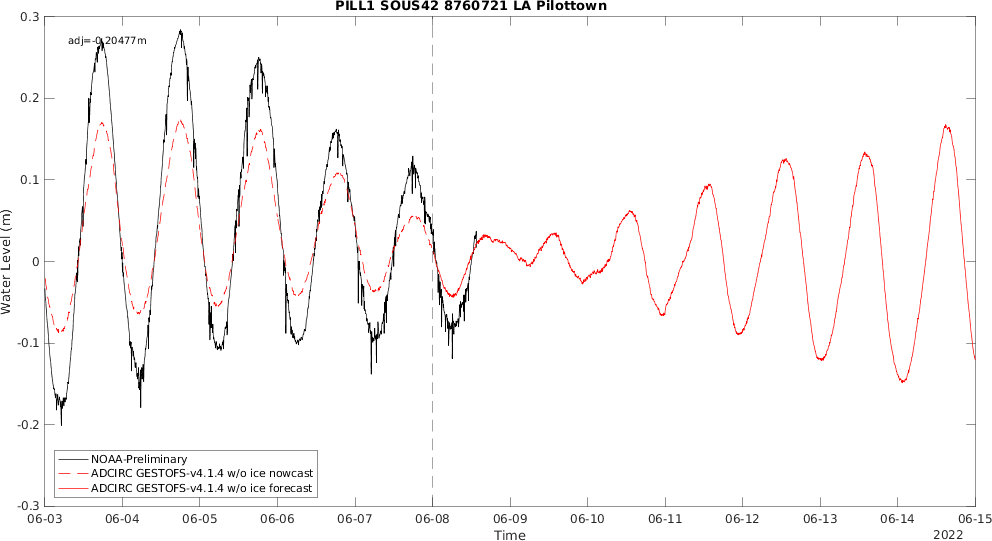 PILL1 SOUS42 8760721 LA Pilottown
adj=-0.20477m
Water Level (m)
0.3
0.2
0.1
0
-0.1
-0.2
-0.3
NOAA-Preliminary
ADCIRC GESTOFS-v4.1.4 w/o ice nowcast
ADCIRC GESTOFS-v4.1.4 w/o ice forecast
06-03 06-04 06-05 06-06 06-07 06-08 06-09 06-10 06-11 06-12 06-13 06-14 06-15
Time
2022